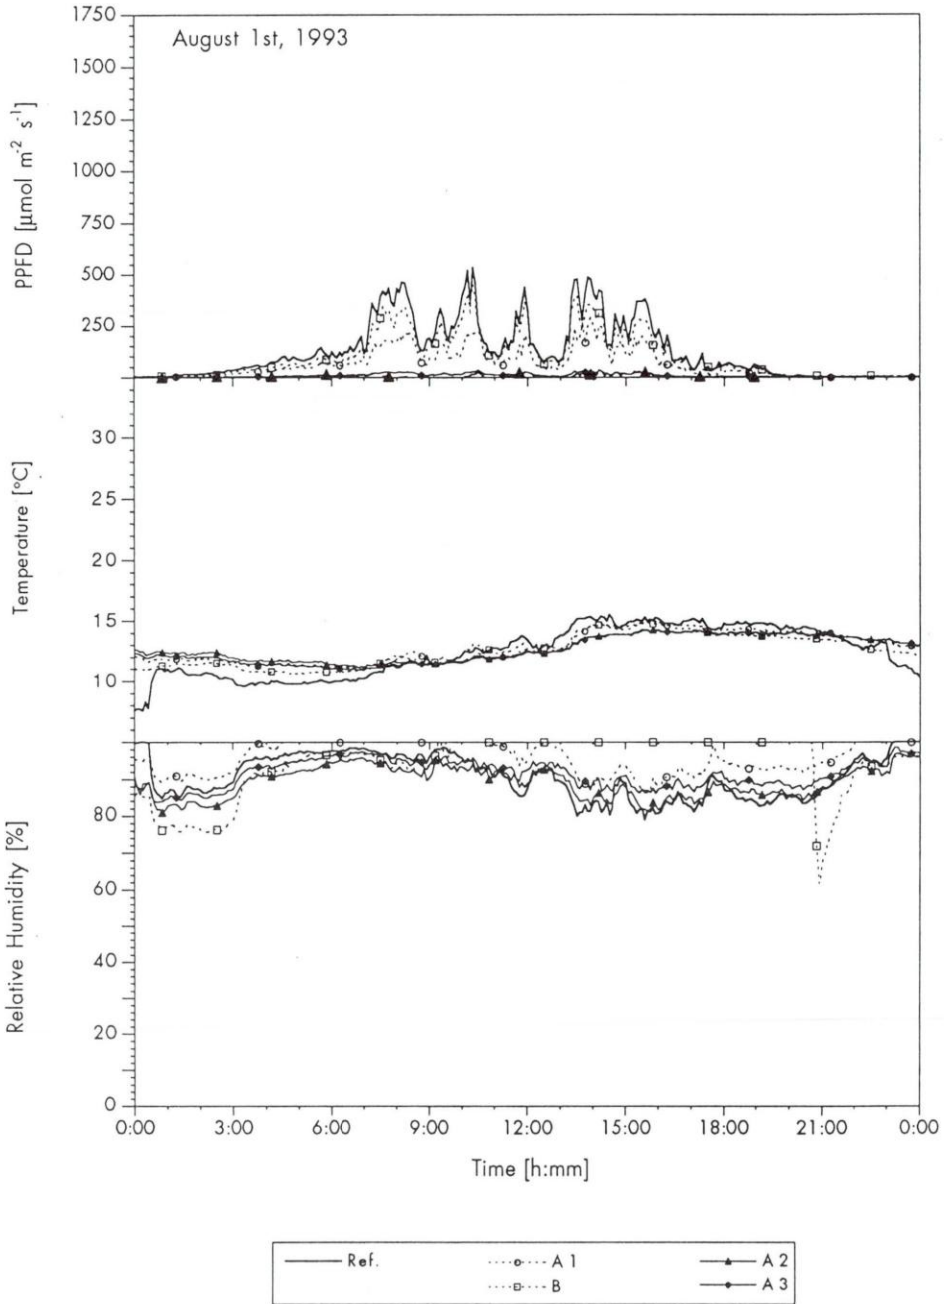 August 1st, 1993
PPFD [µmol m-2 s-1]
1750
1500
1250
1000
750
500
250
Temperature [°C]
30
25
20
15
10
Relative Humidity [%]
80
60
40
20
0
0:00 3:00 6:00 9:00 12:00 15:00 18:00 21:00 0:00
Time [h:mm]
Ref. A 1 A 2
B A 3